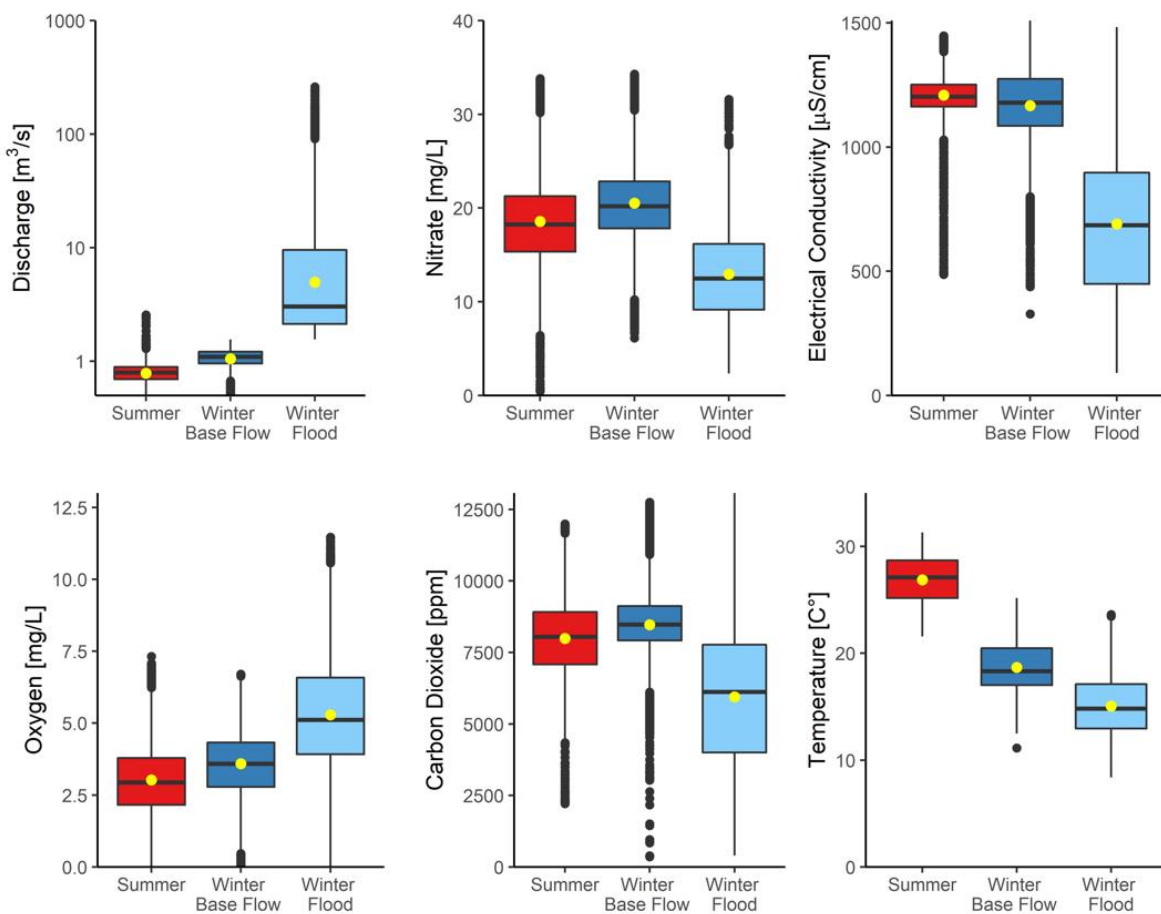 Discharge [m³/s]
1000
100
10
1
Summer
Winter
Base Flow
Winter
Flood
Nitrate [mg/L]
40
30
20
10
0
Summer
Winter
Base Flow
Winter
Flood
Electrical Conductivity [µS/cm]
1500
1000
500
0
Summer
Winter
Base Flow
Winter
Flood
Oxygen [mg/L]
12.5
10.0
7.5
5.0
2.5
0.0
Summer
Winter
Base Flow
Winter
Flood
Carbon Dioxide [ppm]
12500
10000
7500
5000
2500
0
Summer
Winter
Base Flow
Winter
Flood
Temperature [C°]
30
20
10
0
Summer
Winter
Base Flow
Winter
Flood